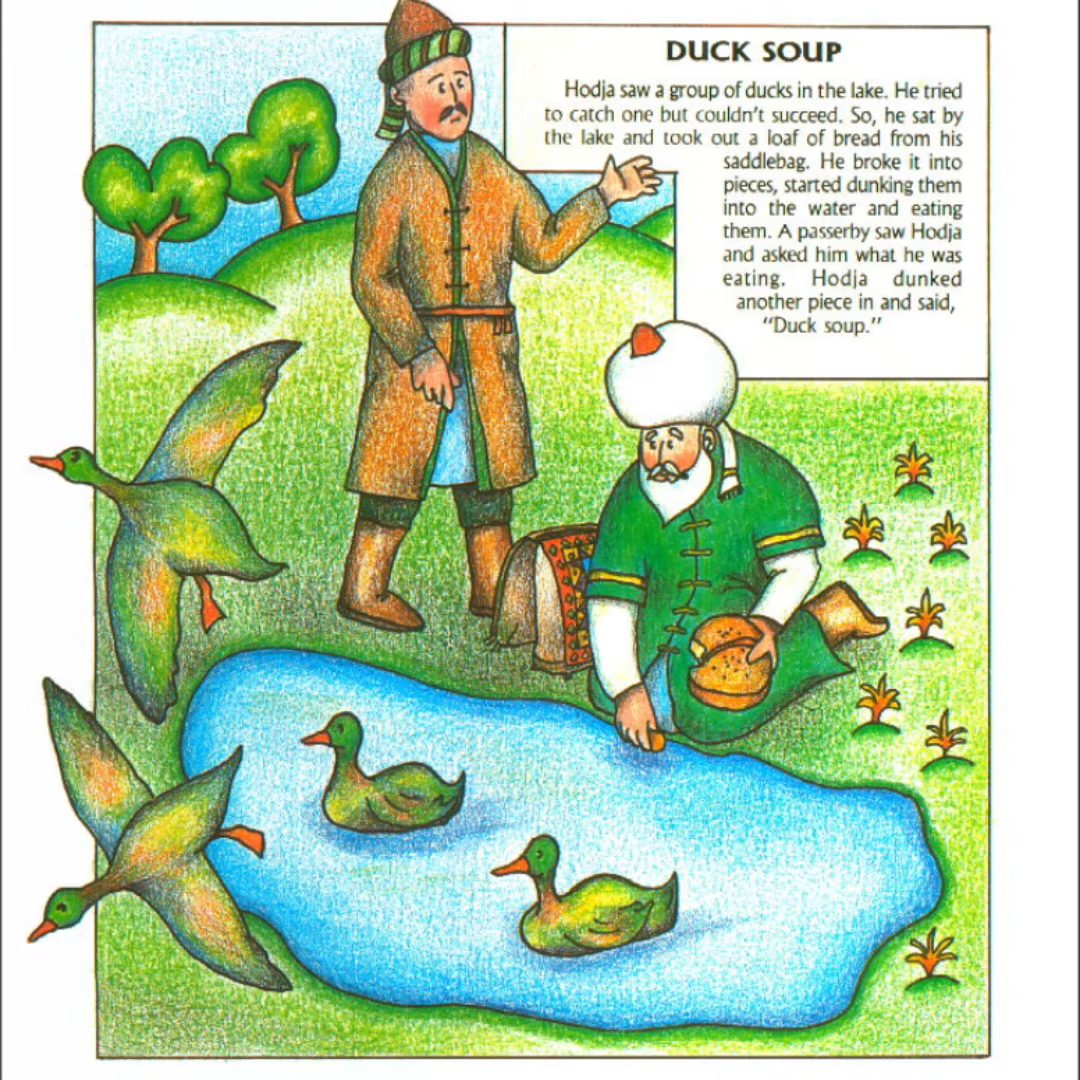 DUCK SOUP
Hodja saw a group of ducks in the lake. He tried
to catch one but couldn't succeed. So, he sat by
the lake and took out a loaf of bread from his
saddlebag. He broke it into
pieces, started dunking them
into the water and eating
them. A passerby saw Hodja
and asked him what he was
eating. Hodja dunked
another piece in and said,
"Duck soup."